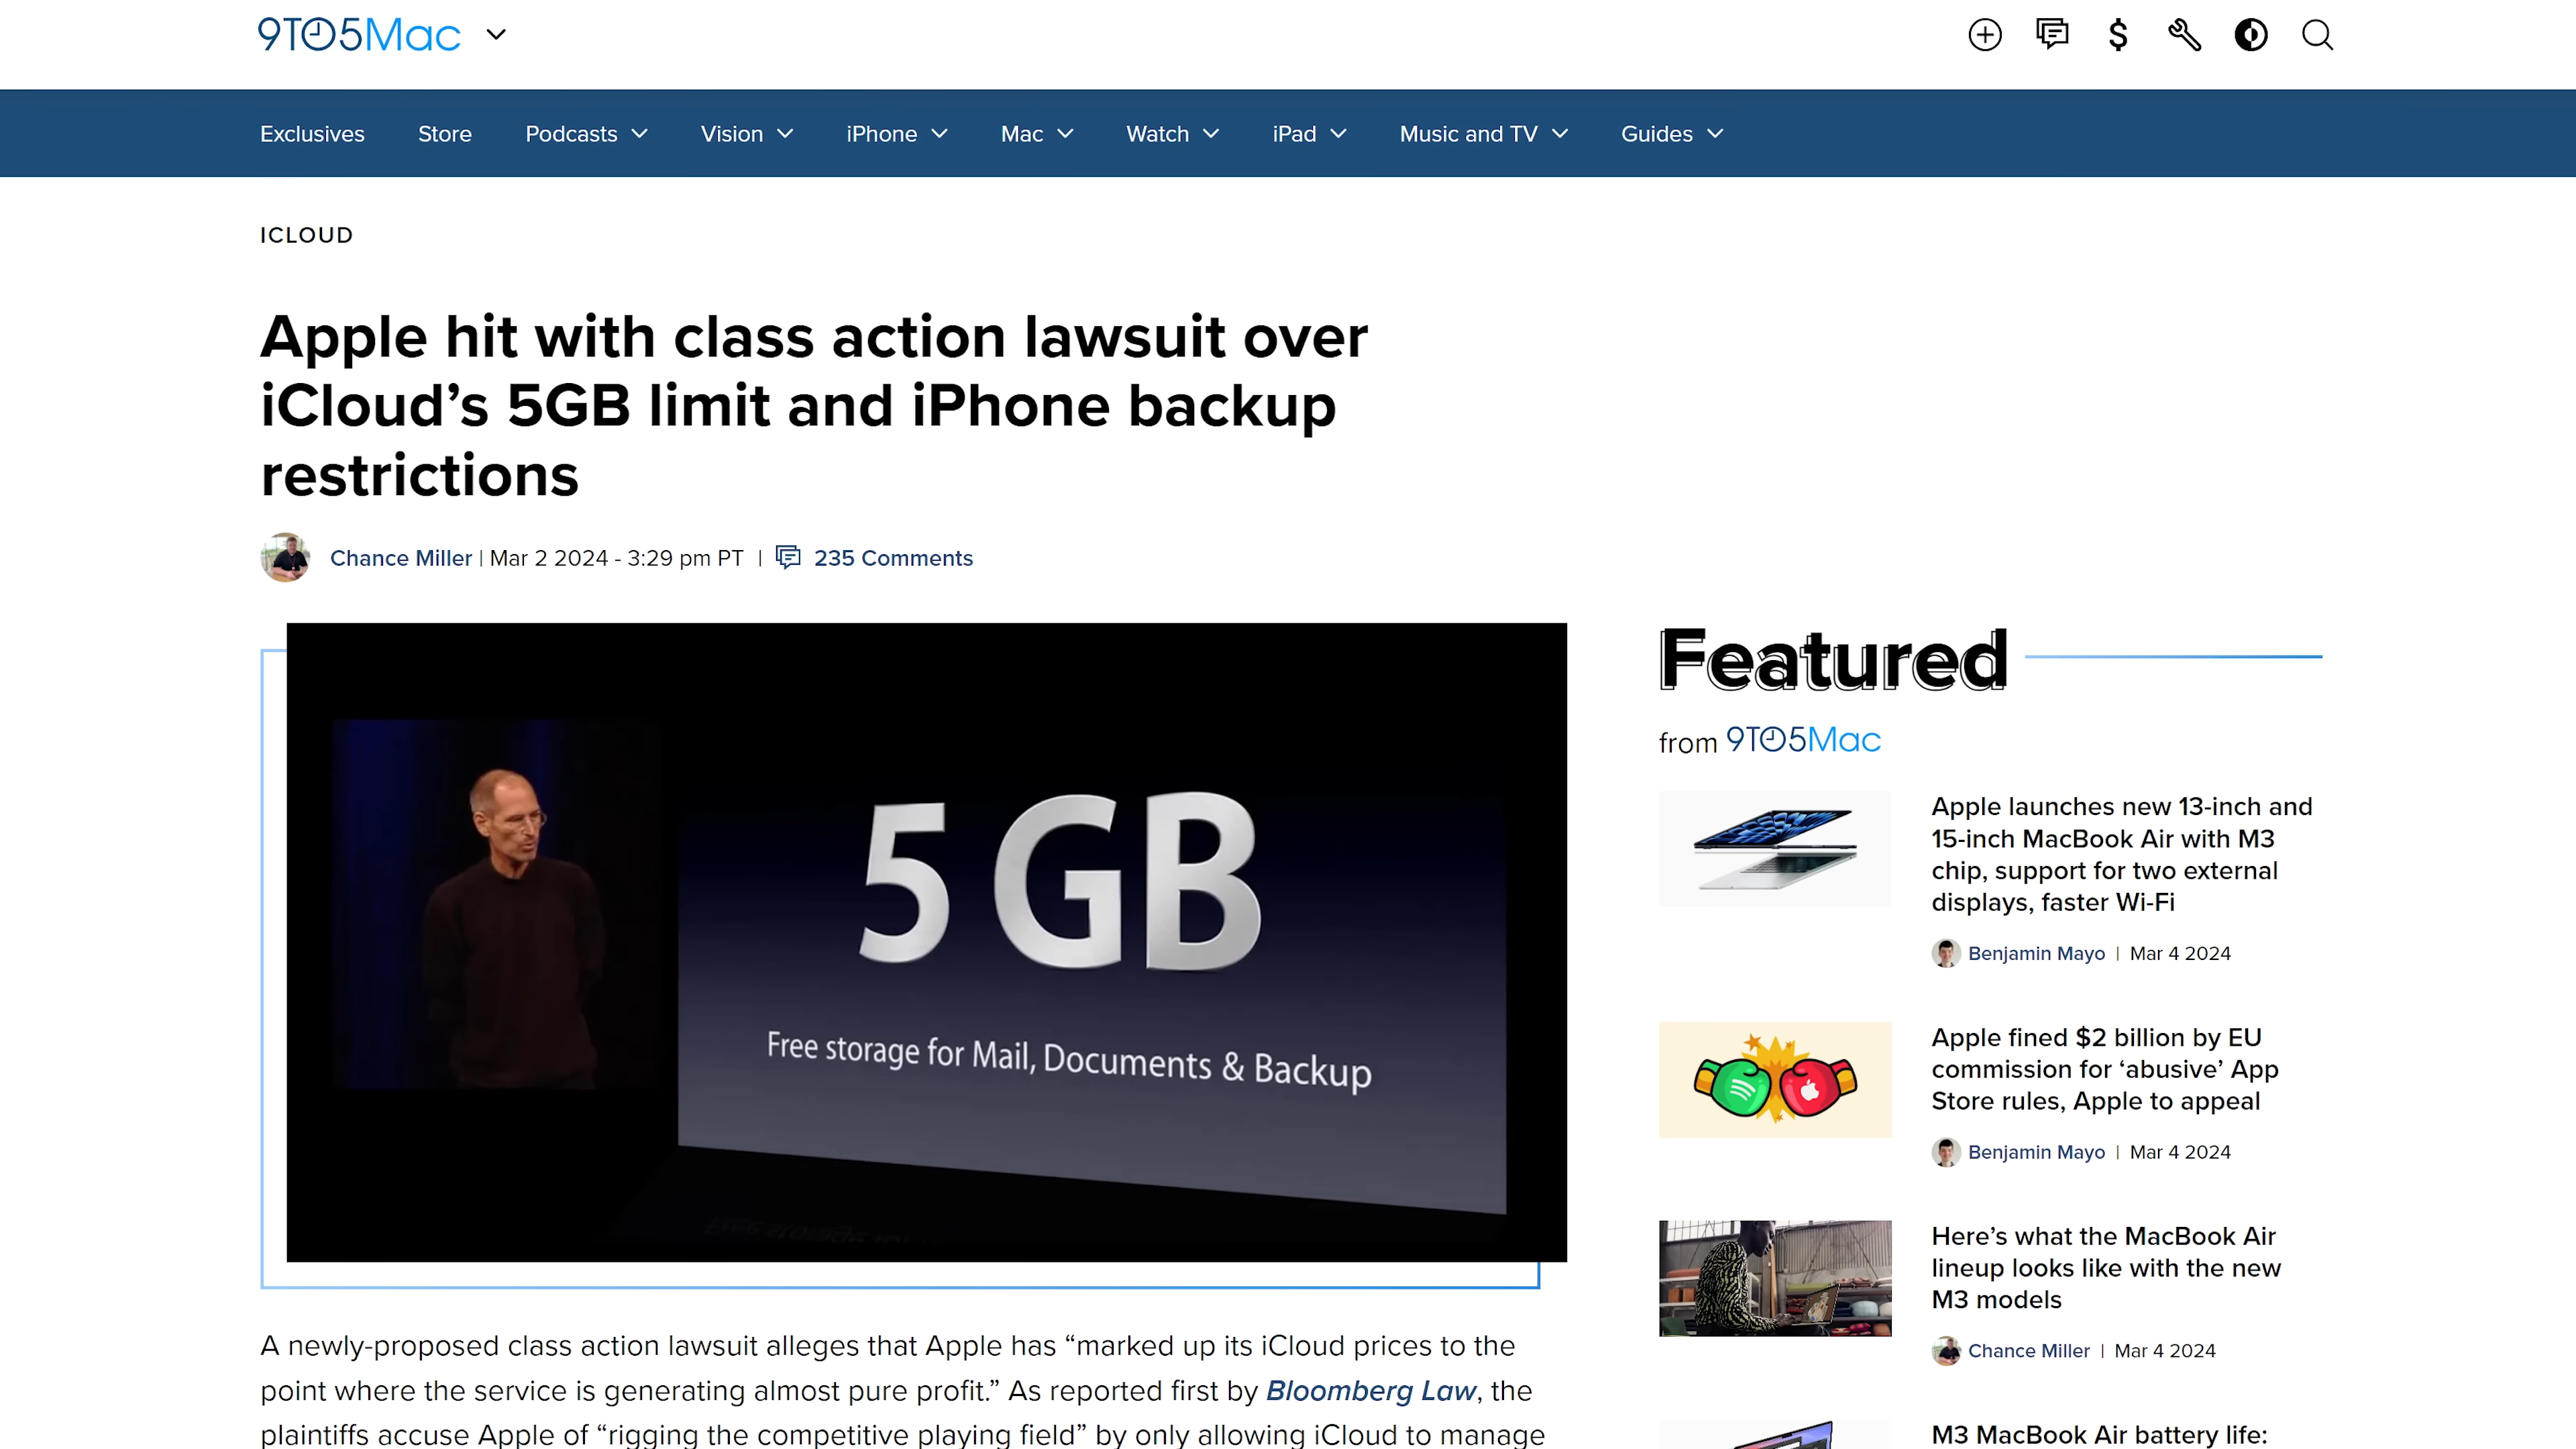 9TO5Mac
Exclusives Store Podcasts Vision iPhone Mac Watch iPad Music and TV Guides
ICLOUD
Apple hit with class action lawsuit over
iCloud’s 5GB limit and iPhone backup
restrictions
Chance Miller | Mar 2 2024 - 3:29 pm PT | 235 Comments
5 GB
Free storage for Mail, Documents & Backup
A newly-proposed class action lawsuit alleges that Apple has “marked up its iCloud prices to the
point where the service is generating almost pure profit.” As reported first by Bloomberg Law, the
plaintiffs accuse Apple of “rigging the competitive playing field” by only allowing iCloud to manage
Featured
from 9TO5Mac
Apple launches new 13-inch and
15-inch MacBook Air with M3
chip, support for two external
displays, faster Wi-Fi
Benjamin Mayo | Mar 4 2024
Apple fined $2 billion by EU
commission for ‘abusive’ App
Store rules, Apple to appeal
Benjamin Mayo | Mar 4 2024
Here’s what the MacBook Air
lineup looks like with the new
M3 models
Chance Miller | Mar 4 2024
M3 MacBook Air battery life: